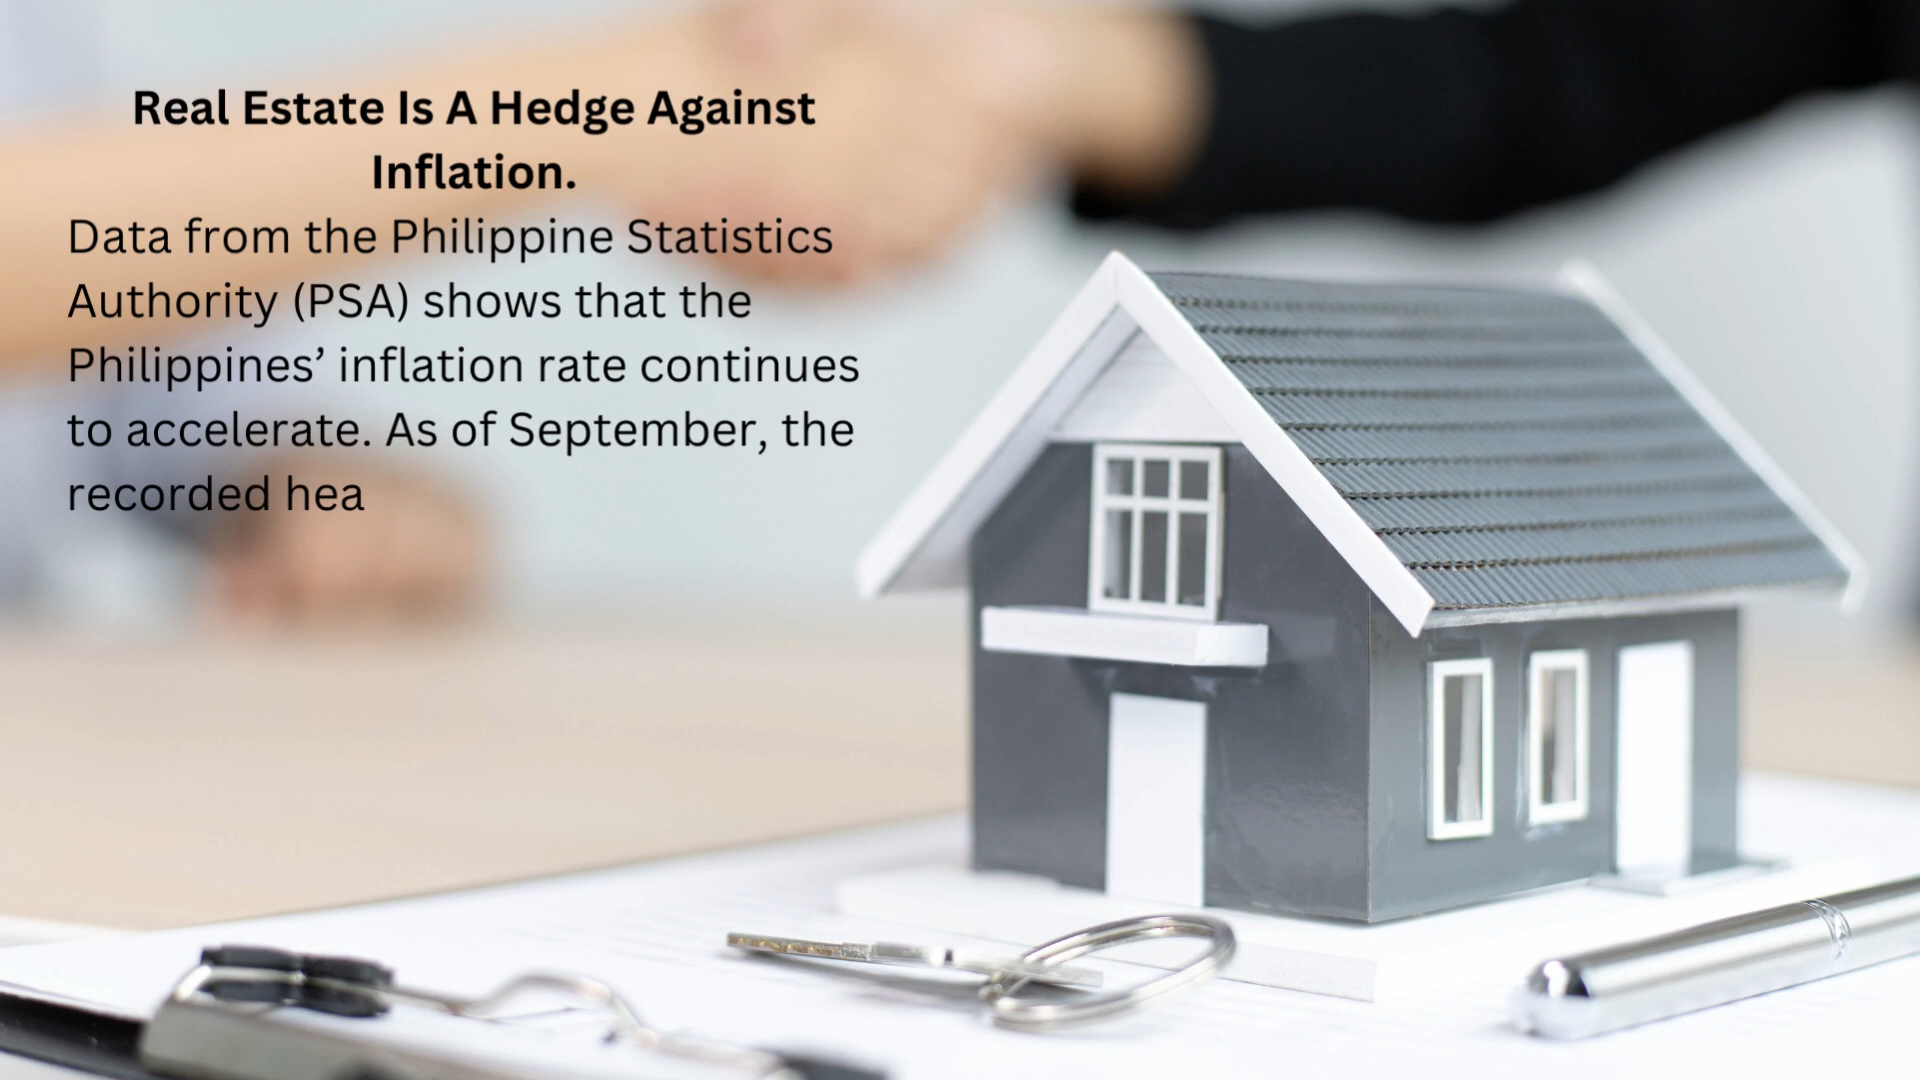 Real Estate Is A Hedge Against
Inflation.
Data from the Philippine Statistics
Authority (PSA) shows that the
Philippines’ inflation rate continues
to accelerate. As of September, the
recorded hea